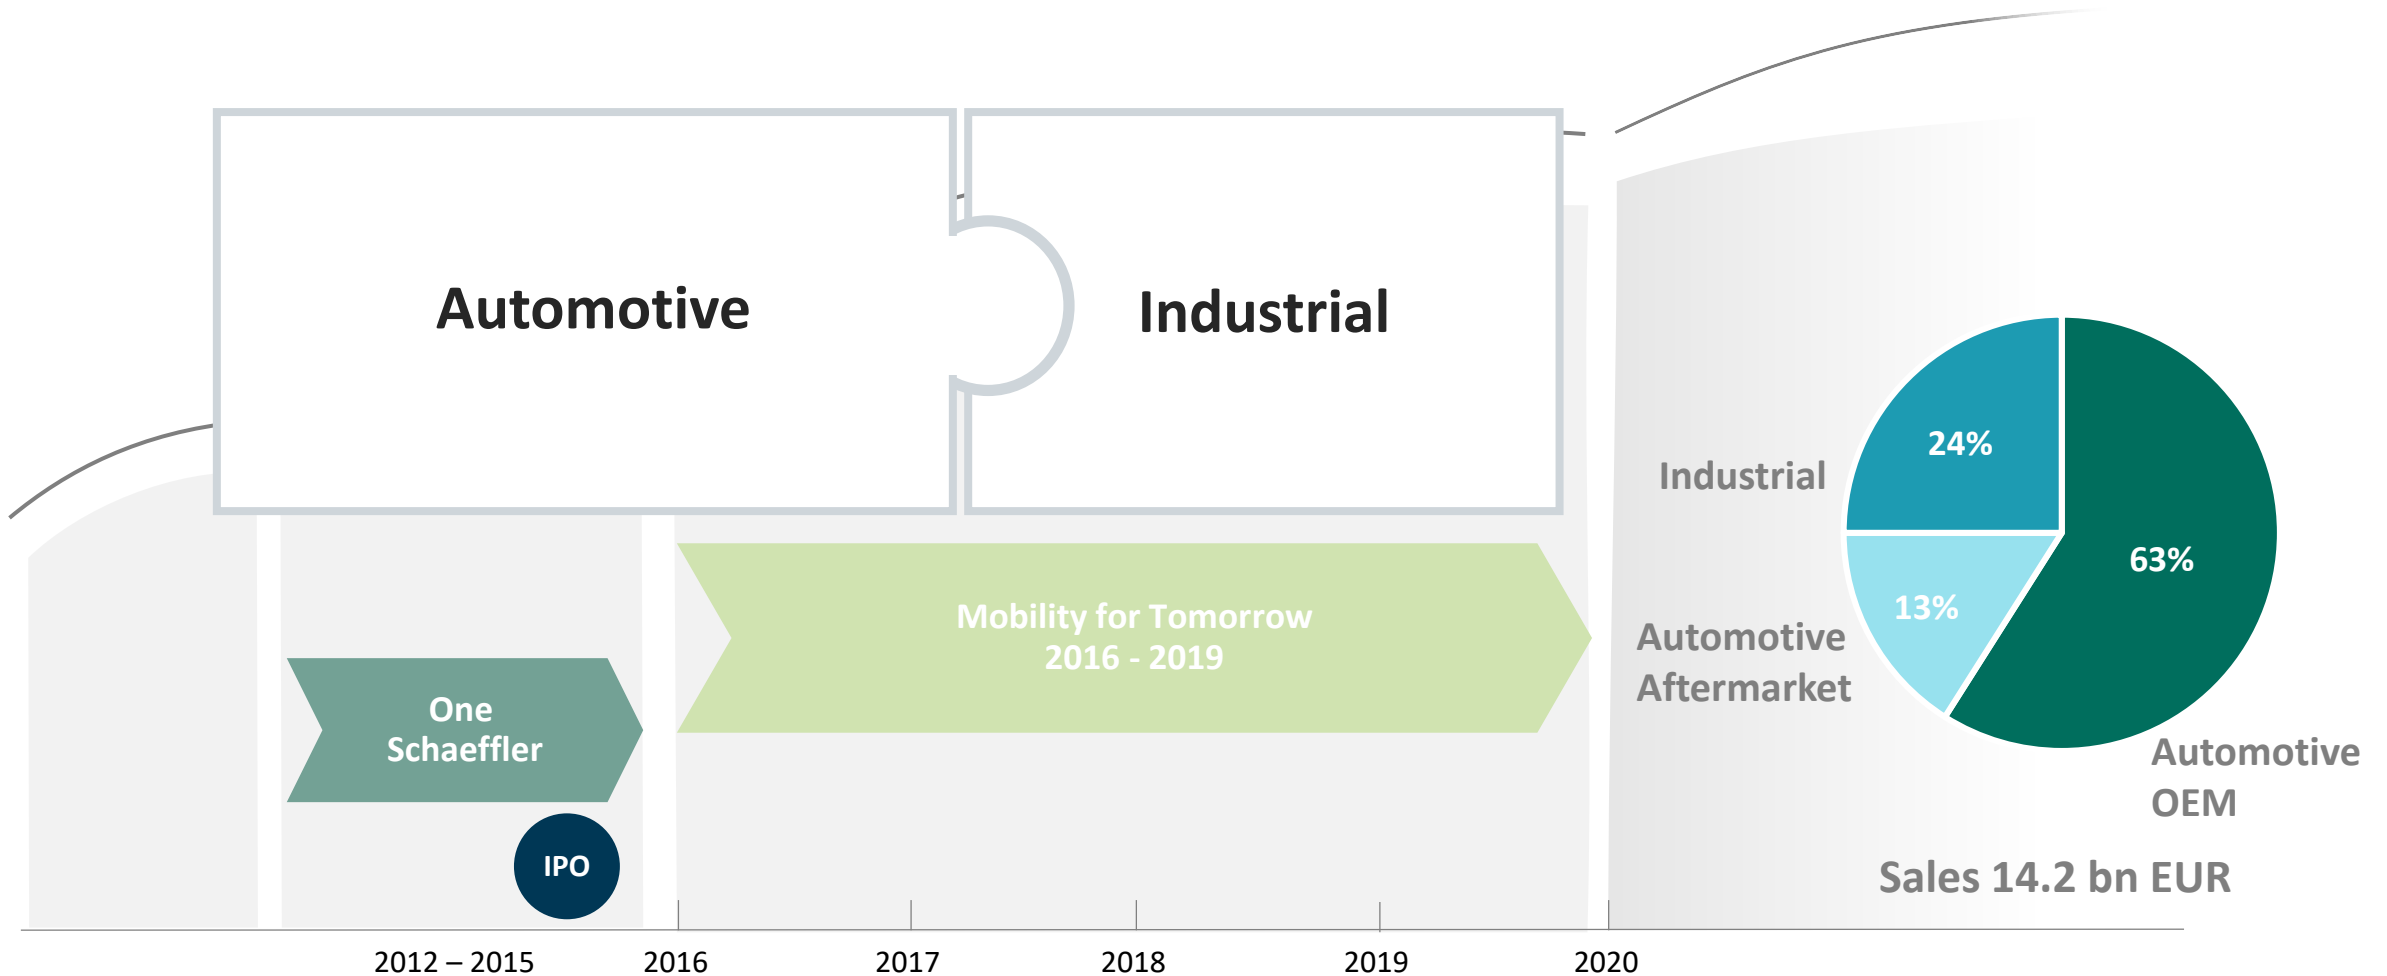 Automotive
Industrial
Mobility for Tomorrow
2016 - 2019
One
Schaeffler
IPO
2012 – 2015
2016
2017
2018
2019
2020
24%
Industrial
63%
13%
Automotive
Aftermarket
Automotive
OEM
Sales 14.2 bn EUR